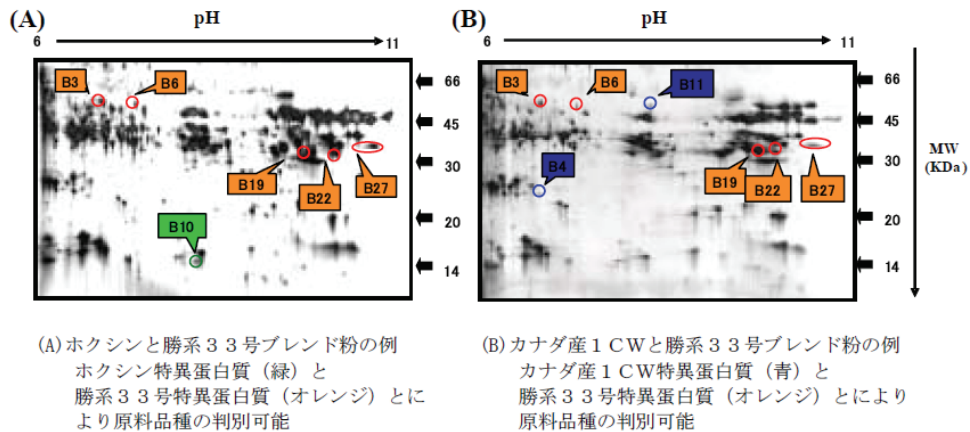 (A)
pH
6
11
B3
B6
66
45
30
20
14
B19
B22
B27
B10
(B)
pH
6
11
B3
B6
B11
66
45
30
20
14
B4
B19
B22
B27
MW
(KDa)
(A)ホクシンと勝系33号ブレンド粉の例
ホクシン特異蛋白質（緑）と
勝系33号特異蛋白質（オレンジ）とに
より原料品種の判別可能
(B)カナダ産1CWと勝系33号ブレンド粉の例
カナダ産1CW特異蛋白質（青）と
勝系33号特異蛋白質（オレンジ）とにより
原料品種の判別可能